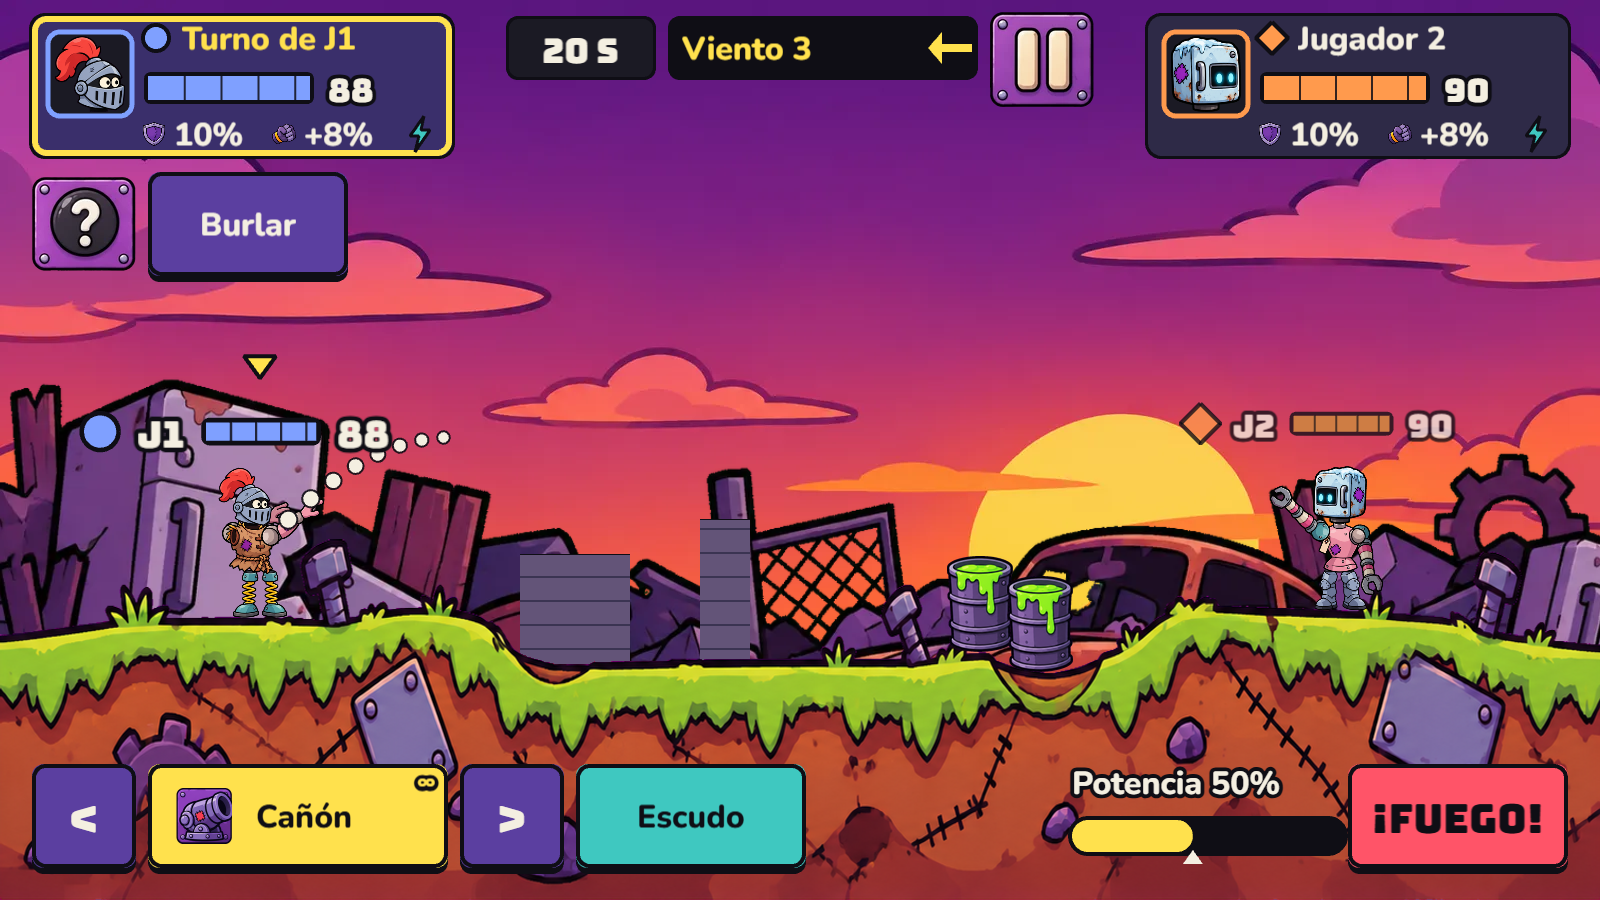 Turno de J1
88
10% +8%
20 S
Viento 3
Jugador 2
90
10% +8%
?
Burlar
J1 88
J2 90
<
Cañón
∞
>
Escudo
Potencia 50%
¡FUEGO!